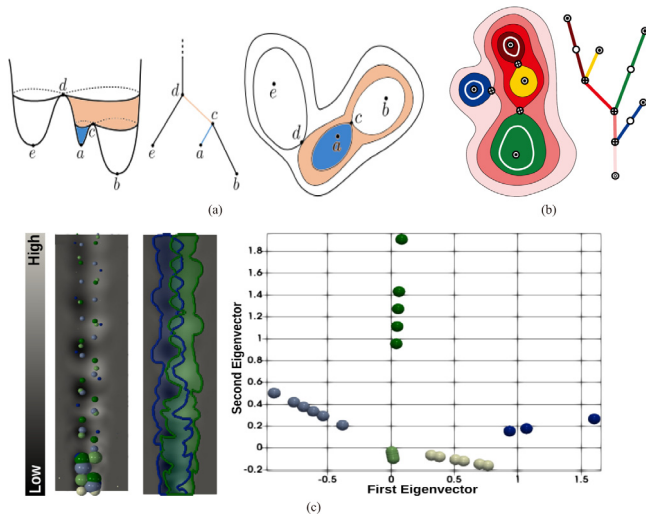 d
c
e
a
b
d
c
e
a
b
e
b
c
d
a
(a)
(b)
High
Low
Second Eigenvector
1.8
1.6
1.4
1.2
1
0.8
0.6
0.4
0.2
0
-0.2
-0.5
0
0.5
1
1.5
First Eigenvector
(c)